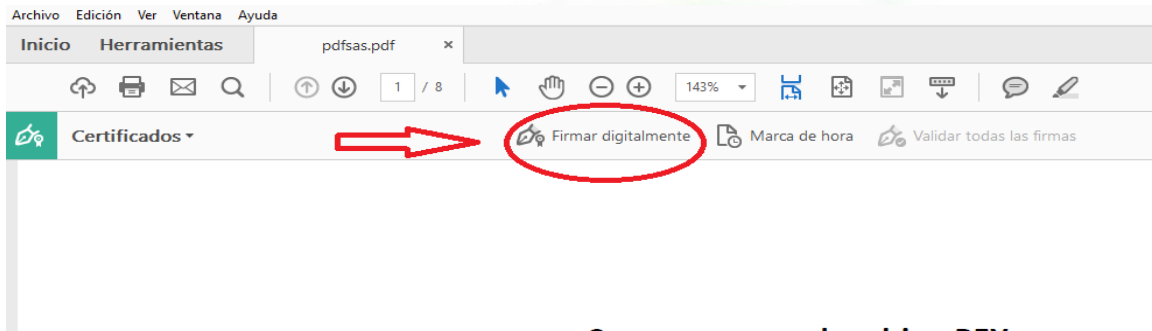 Archivo Edición Ver Ventana Ayuda
Inicio Herramientas pdfsas.pdf ×
1 / 8 143%
Certificados Firmar digitalmente Marca de hora Validar todas las firmas